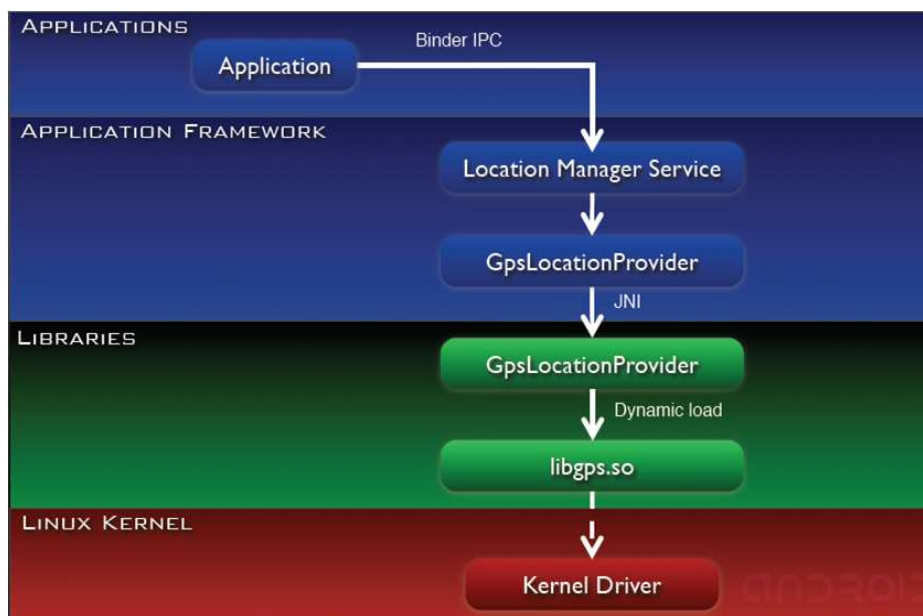 APPLICATIONS
Binder IPC
Application
APPLICATION FRAMEWORK
Location Manager Service
GpsLocationProvider
JNI
LIBRARIES
GpsLocationProvider
Dynamic load
libgps.so
LINUX KERNEL
Kernel Driver
ANDROID